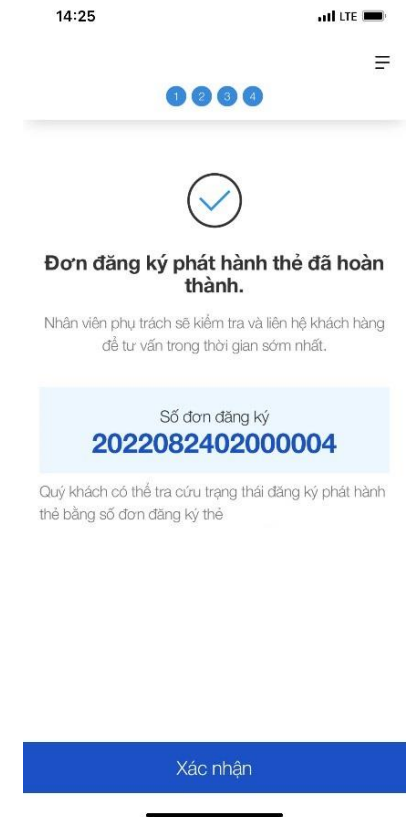 14:25 LTE
1 2 3 4
Đơn đăng ký phát hành thẻ đã hoàn
thành.
Nhân viên phụ trách sẽ kiểm tra và liên hệ khách hàng
để tư vấn trong thời gian sớm nhất.
Số đơn đăng ký
2022082402000004
Quý khách có thể tra cứu trạng thái đăng ký phát hành
thẻ bằng số đơn đăng ký thẻ
Xác nhận